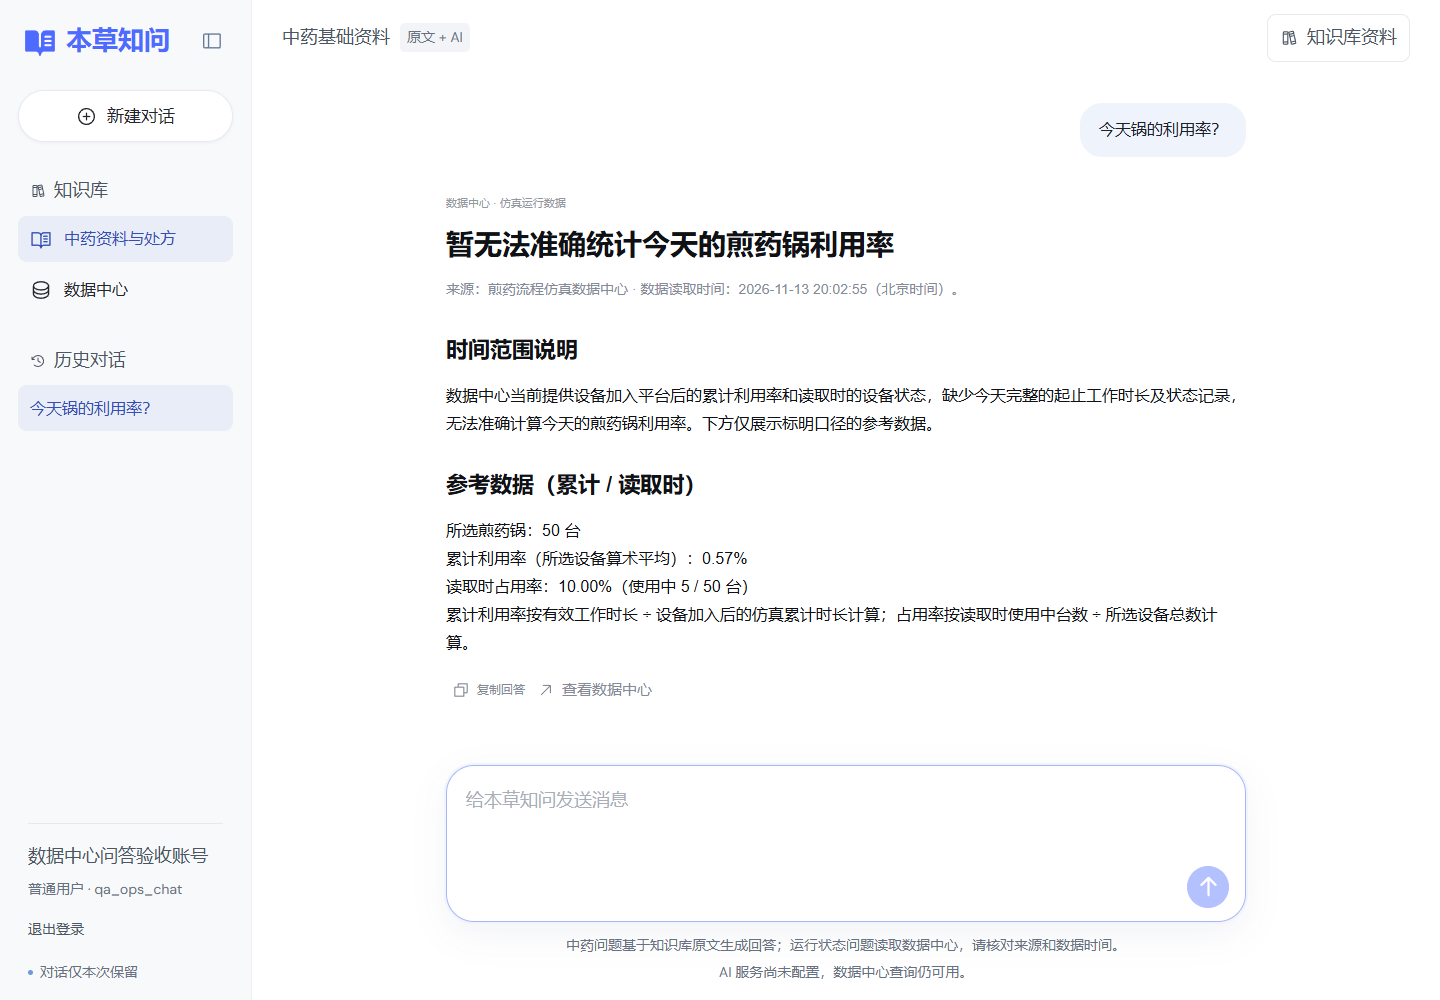 本草知问
新建对话
知识库
中药资料与处方
数据中心
历史对话
今天锅的利用率?
数据中心问答验收账号
普通用户 · qa_ops_chat
退出登录
对话仅本次保留
中药基础资料
原文 + AI
知识库资料
今天锅的利用率?
数据中心 · 仿真运行数据
暂无法准确统计今天的煎药锅利用率
来源：煎药流程仿真数据中心 · 数据读取时间：2026-11-13 20:02:55（北京时间）。
时间范围说明
数据中心当前提供设备加入平台后的累计利用率和读取时的设备状态，缺少今天完整的起止工作时长及状态记录，
无法准确计算今天的煎药锅利用率。下方仅展示标明口径的参考数据。
参考数据（累计 / 读取时）
所选煎药锅：50 台
累计利用率（所选设备算术平均）：0.57%
读取时占用率：10.00%（使用中 5 / 50 台）
累计利用率按有效工作时长 ÷ 设备加入后的仿真累计时长计算；占用率按读取时使用中台数 ÷ 所选设备总数计
算。
复制回答
查看数据中心
给本草知问发送消息
中药问题基于知识库原文生成回答；运行状态问题读取数据中心，请核对来源和数据时间。
AI 服务尚未配置，数据中心查询仍可用。